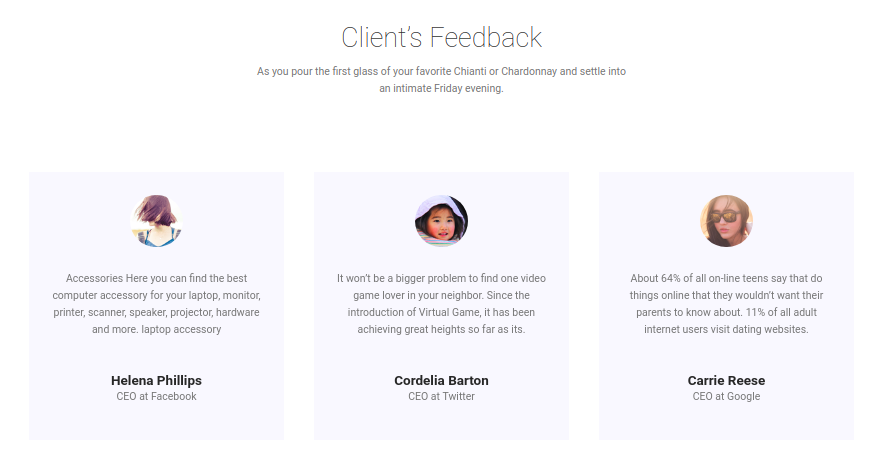 Client's Feedback
As you pour the first glass of your favorite Chianti or Chardonnay and settle into
an intimate Friday evening.
Accessories Here you can find the best
computer accessory for your laptop, monitor,
printer, scanner, speaker, projector, hardware
and more. laptop accessory
Helena Phillips
CEO at Facebook
It won't be a bigger problem to find one video
game lover in your neighbor. Since the
introduction of Virtual Game, it has been
achieving great heights so far as its.
Cordelia Barton
CEO at Twitter
About 64% of all on-line teens say that do
things online that they wouldn't want their
parents to know about. 11% of all adult
internet users visit dating websites.
Carrie Reese
CEO at Google